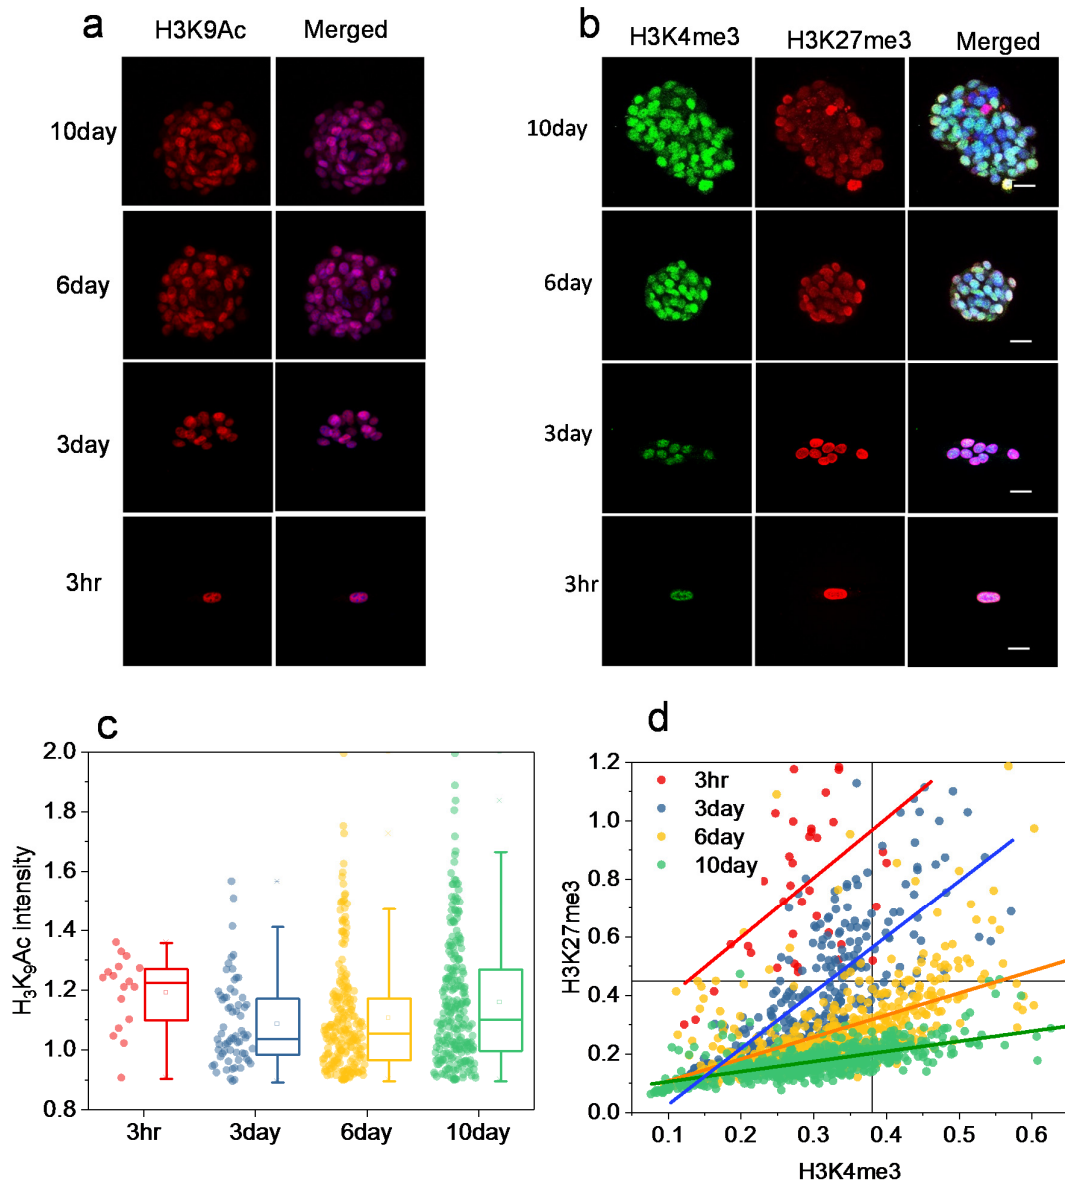 a
H3K9Ac Merged
10day
6day
3day
3hr
b
H3K4me3 H3K27me3 Merged
10day
6day
3day
3hr
c
H3K9Ac intensity
2.0
1.8
1.6
1.4
1.2
1.0
0.8
3hr 3day 6day 10day
d
H3K27me3
1.2
1.0
0.8
0.6
0.4
0.2
0.0
3hr
3day
6day
10day
0.1 0.2 0.3 0.4 0.5 0.6
H3K4me3